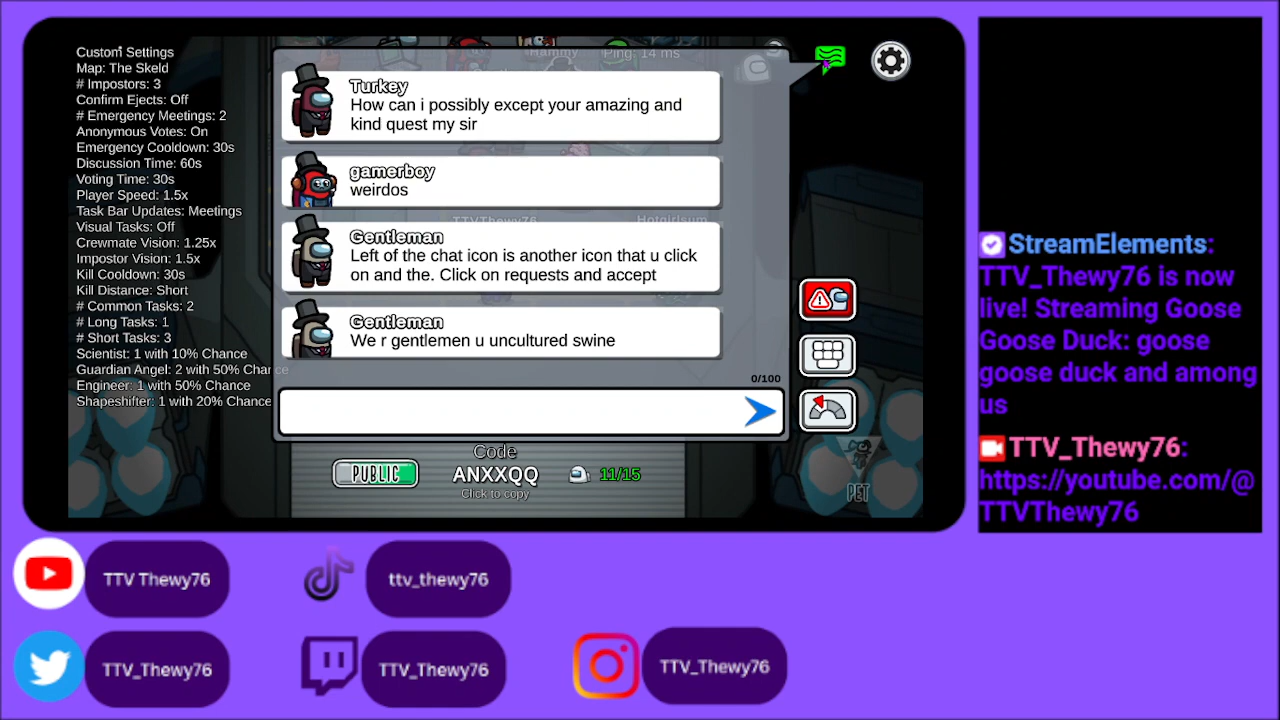 Custom Settings
Map: The Skeld
# Impostors: 3
Confirm Ejects: Off
# Emergency Meetings: 2
Anonymous Votes: On
Emergency Cooldown: 30s
Discussion Time: 60s
Voting Time: 30s
Player Speed: 1.5x
Task Bar Updates: Meetings
Visual Tasks: Off
Crewmate Vision: 1.25x
Impostor Vision: 1.5x
Kill Cooldown: 30s
Kill Distance: Short
# Common Tasks: 2
# Long Tasks: 1
# Short Tasks: 3
Scientist: 1 with 10% Chance
Guardian Angel: 2 with 50% Chance
Engineer: 1 with 50% Chance
Shapeshifter: 1 with 20% Chance
Hammy
Ping: 14 ms
Turkey
How can i possibly except your amazing and
kind quest my sir
gamerboy
weirdos
TTVThewy76
Hotgirlsum
Gentleman
Left of the chat icon is another icon that u click
on and the. Click on requests and accept
Gentleman
We r gentlemen u uncultured swine
0/100
Code
PUBLIC
ANXXQQ
11/15
Click to copy
PET
StreamElements:
TTV_Thewy76 is now
live! Streaming Goose
Goose Duck: goose
goose duck and among
us
TTV_Thewy76:
https://youtube.com/@
TTVThewy76
TTV Thewy76
ttv_thewy76
TTV_Thewy76
TTV_Thewy76
TTV_Thewy76